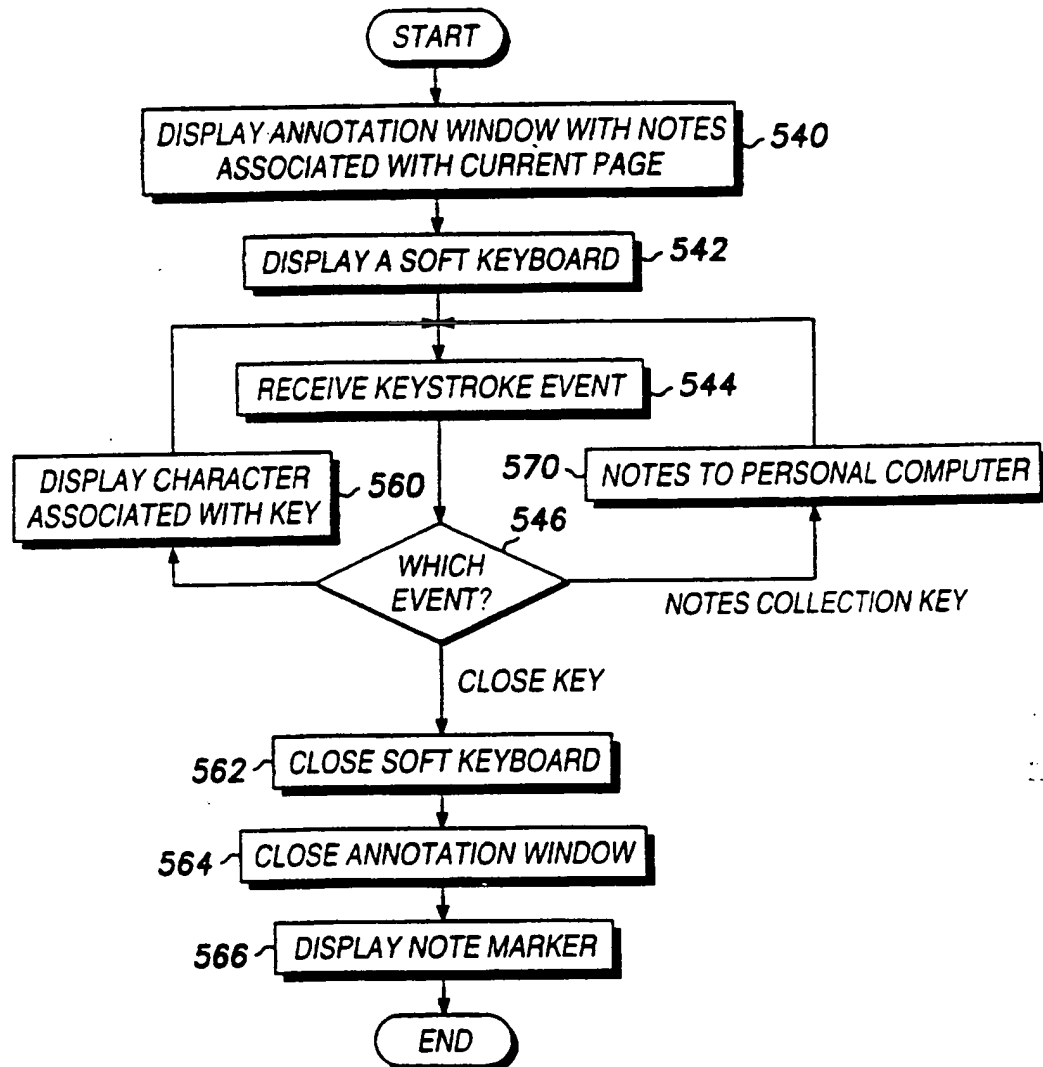 START
DISPLAY ANNOTATION WINDOW WITH NOTES
ASSOCIATED WITH CURRENT PAGE
540
DISPLAY A SOFT KEYBOARD
542
RECEIVE KEYSTROKE EVENT
544
DISPLAY CHARACTER
ASSOCIATED WITH KEY
560
570
NOTES TO PERSONAL COMPUTER
546
WHICH
EVENT?
NOTES COLLECTION KEY
CLOSE KEY
562
CLOSE SOFT KEYBOARD
564
CLOSE ANNOTATION WINDOW
566
DISPLAY NOTE MARKER
END